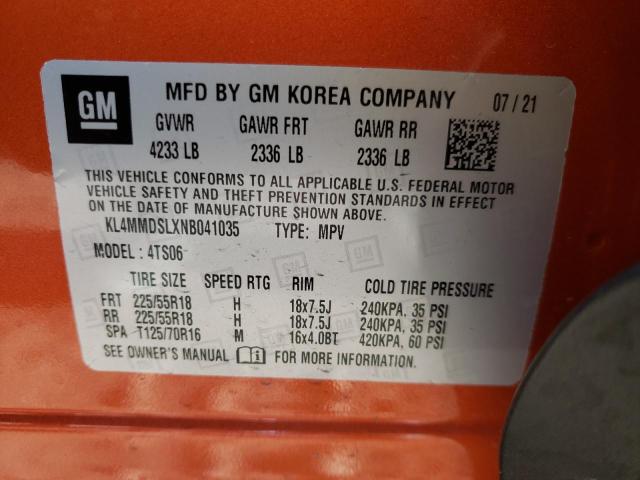 GM MFD BY GM KOREA COMPANY 07 / 21
GVWR GAWR FRT GAWR RR
4233 LB 2336 LB 2336 LB
THIS VEHICLE CONFORMS TO ALL APPLICABLE U.S. FEDERAL MOTOR
VEHICLE SAFETY AND THEFT PREVENTION STANDARDS IN EFFECT
ON THE DATE OF MANUFACTURE SHOWN ABOVE.
KL4MMDSLXNB041035 TYPE: MPV
MODEL: 4TS06
TIRE SIZE SPEED RTG RIM COLD TIRE PRESSURE
FRT 225/55R18 H 18x7.5J 240KPA, 35 PSI
RR 225/55R18 H 18x7.5J 240KPA, 35 PSI
SPA T125/70R16 M 16x4.0BT 420KPA, 60 PSI
SEE OWNER'S MANUAL FOR MORE INFORMATION.